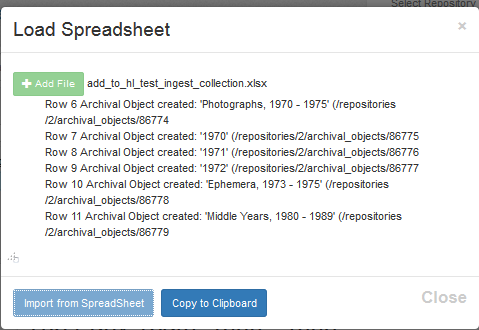 Select Repository
Load Spreadsheet
×
+ Add File add_to_hl_test_ingest_collection.xlsx
Row 6 Archival Object created: 'Photographs, 1970 - 1975' (/repositories
/2/archival_objects/86774
Row 7 Archival Object created: '1970' (/repositories/2/archival_objects/86775
Row 8 Archival Object created: '1971' (/repositories/2/archival_objects/86776
Row 9 Archival Object created: '1972' (/repositories/2/archival_objects/86777
Row 10 Archival Object created: 'Ephemera, 1973 - 1975' (/repositories
/2/archival_objects/86778
Row 11 Archival Object created: 'Middle Years, 1980 - 1989' (/repositories
/2/archival_objects/86779
Import from SpreadSheet Copy to Clipboard Close